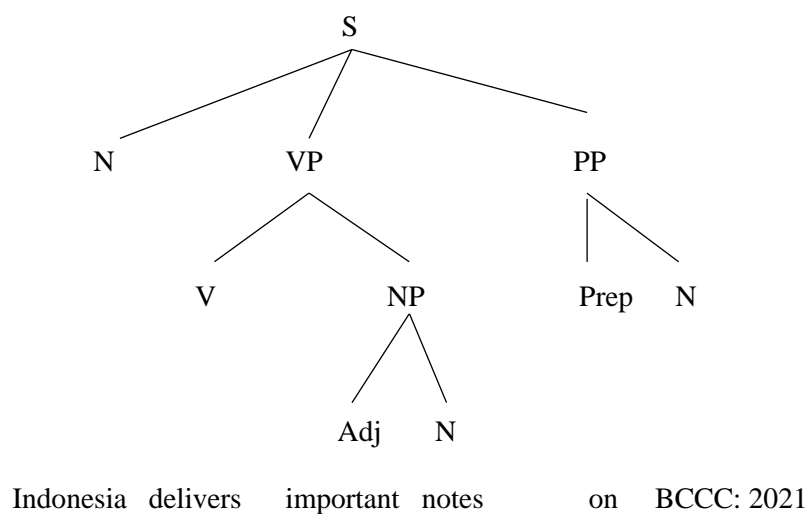 S
N VP PP
V NP Prep N
Adj N
Indonesia delivers important notes on BCCC: 2021